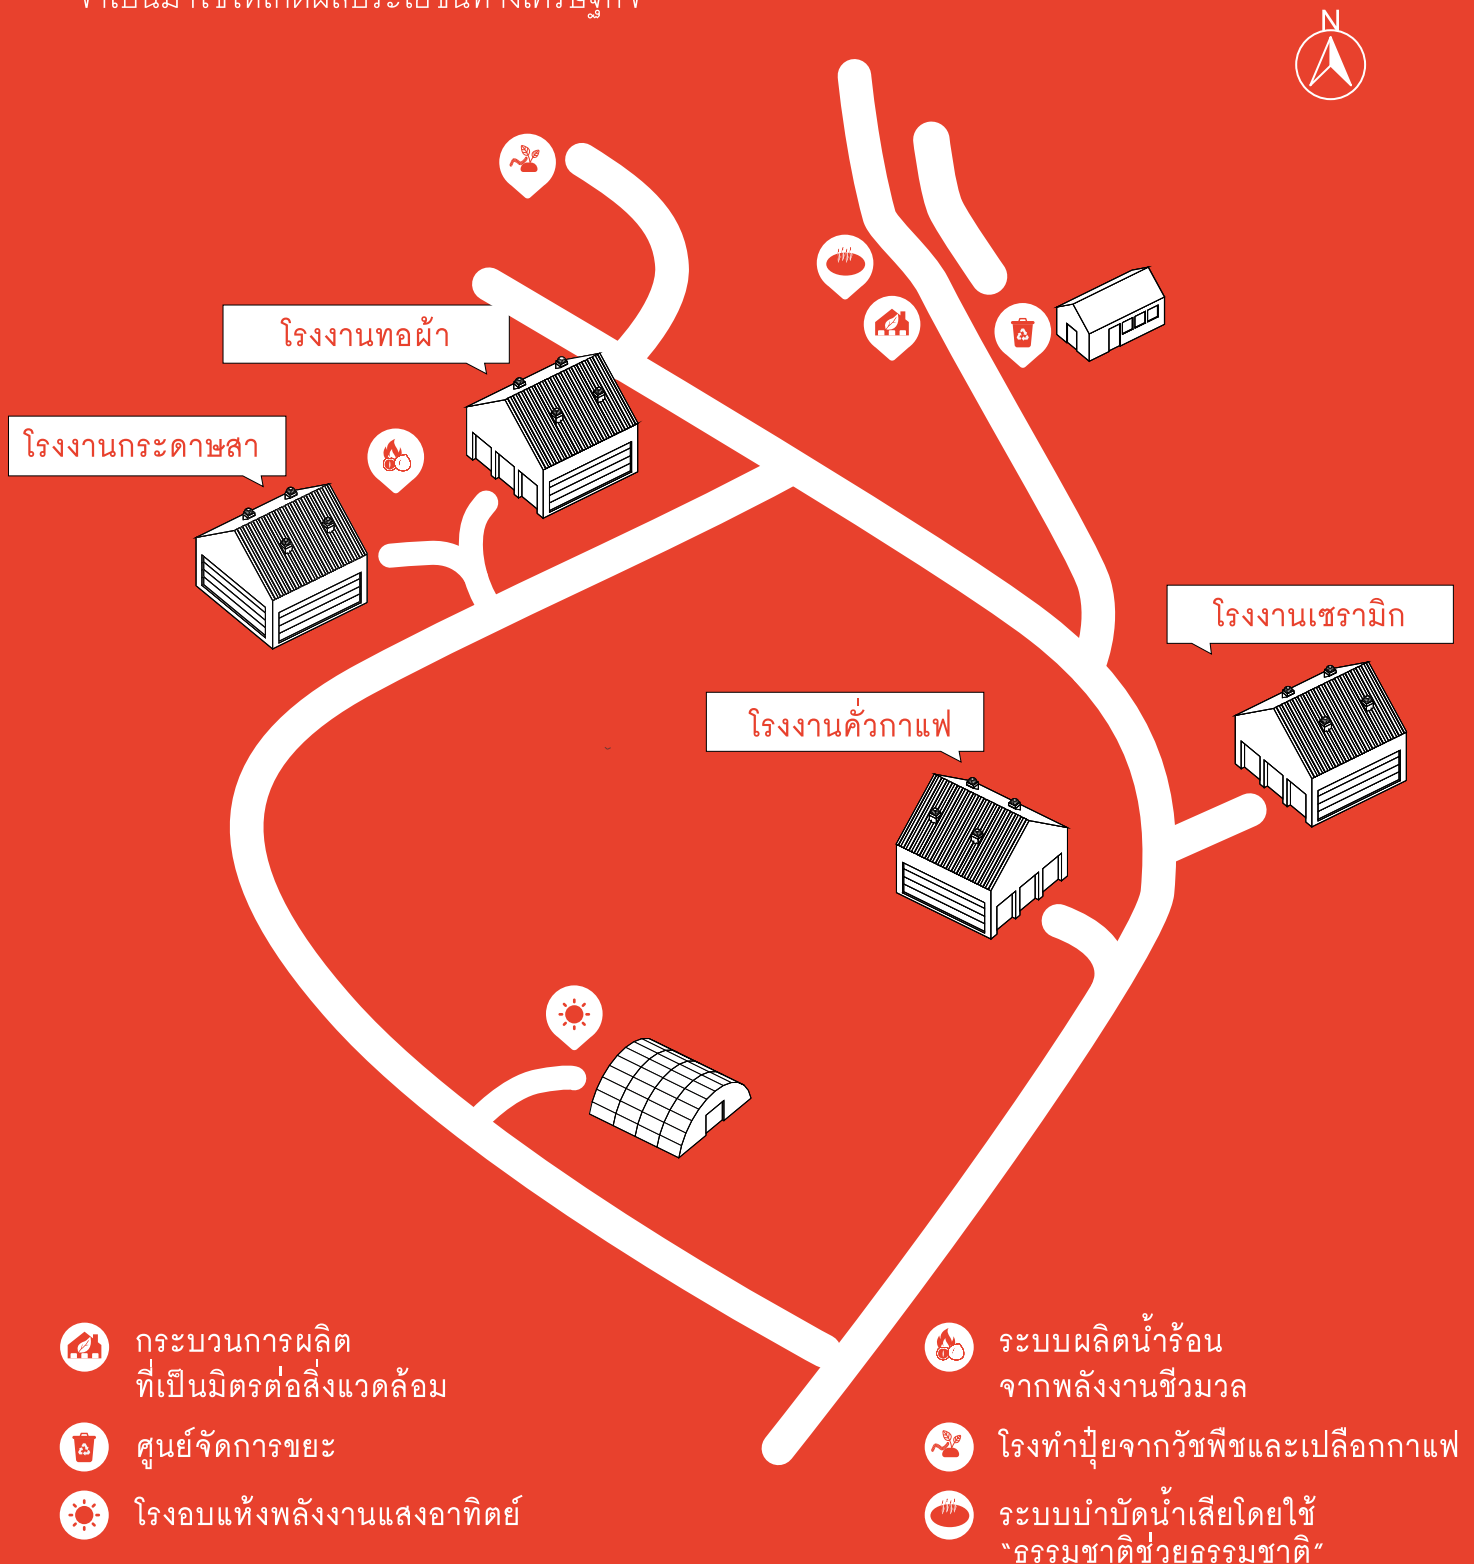 N
โรงงานทอผ้า
โรงงานกระดาษสา
โรงงานเซรามิก
โรงงานคั่วกาแฟ
กระบวนการผลิต
ที่เป็นมิตรต่อสิ่งแวดล้อม
ศูนย์จัดการขยะ
โรงอบแห้งพลังงานแสงอาทิตย์
ระบบผลิตน้ำร้อน
จากพลังงานชีวมวล
โรงทำปุ๋ยจากวัชพืชและเปลือกกาแฟ
ระบบบำบัดน้ำเสียโดยใช้
“ธรรมชาติช่วยธรรมชาติ”